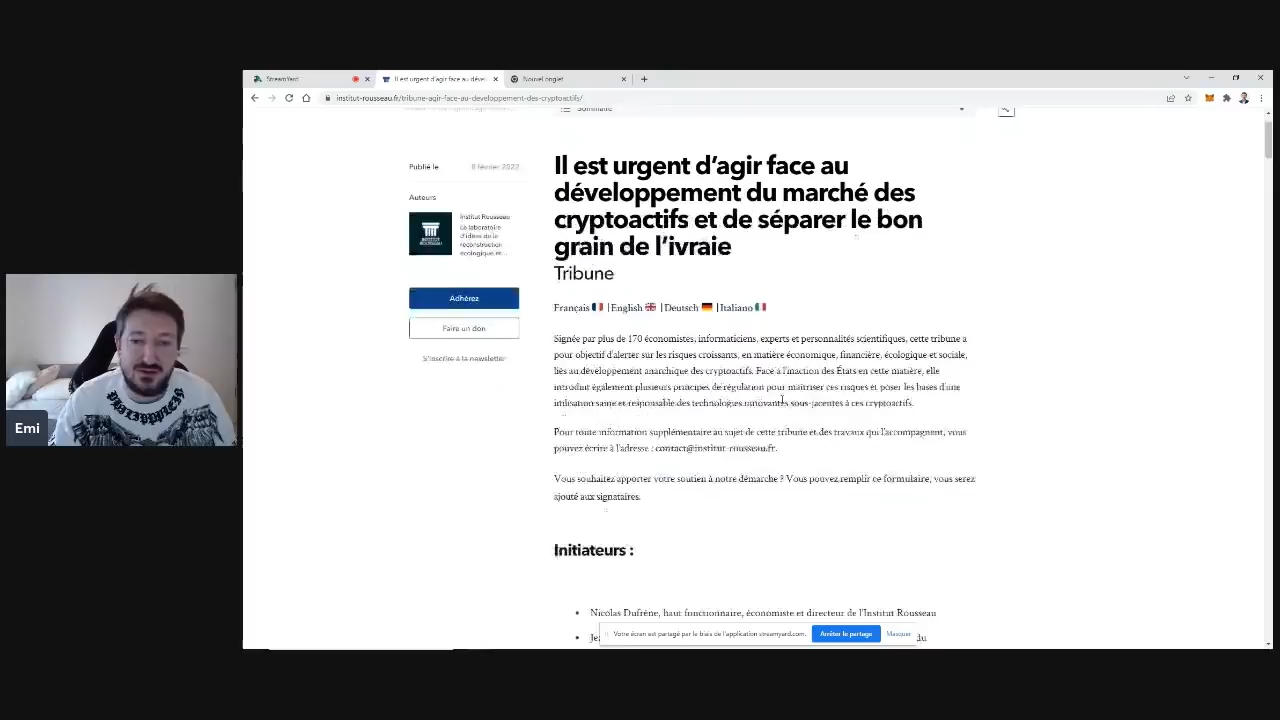 StreamYard
Il est urgent d'agir face au déve
Nouvel onglet
institut-rousseau.fr/tribune-agir-face-au-developpement-des-cryptoactifs/
Sommaire
Publié le 8 février 2022
Auteurs
Institut Rousseau
Le laboratoire
d'idées de la
reconstruction
écologique et...
Adhérez
Faire un don
S'inscrire à la newsletter
Il est urgent d'agir face au
développement du marché des
cryptoactifs et de séparer le bon
grain de l'ivraie
Tribune
Français | English | Deutsch | Italiano
Signée par plus de 170 économistes, informaticiens, experts et personnalités scientifiques, cette tribune a
pour objectif d'alerter sur les risques croissants, en matière économique, financière, écologique et sociale,
liés au développement anarchique des cryptoactifs. Face à l'inaction des États en cette matière, elle
introduit également plusieurs principes de régulation pour maîtriser ces risques et poser les bases d'une
utilisation saine et responsable des technologies innovantes sous-jacentes à ces cryptoactifs.
Pour toute information supplémentaire au sujet de cette tribune et des travaux qui l'accompagnent, vous
pouvez écrire à l'adresse : contact@institut-rousseau.fr.
Vous souhaitez apporter votre soutien à notre démarche ? Vous pouvez remplir ce formulaire, vous serez
ajouté aux signataires.
Initiateurs :
• Nicolas Dufrêne, haut fonctionnaire, économiste et directeur de l'Institut Rousseau
Votre écran est partagé par le biais de l'application streamyard.com. Arrêter le partage Masquer
du
Emi